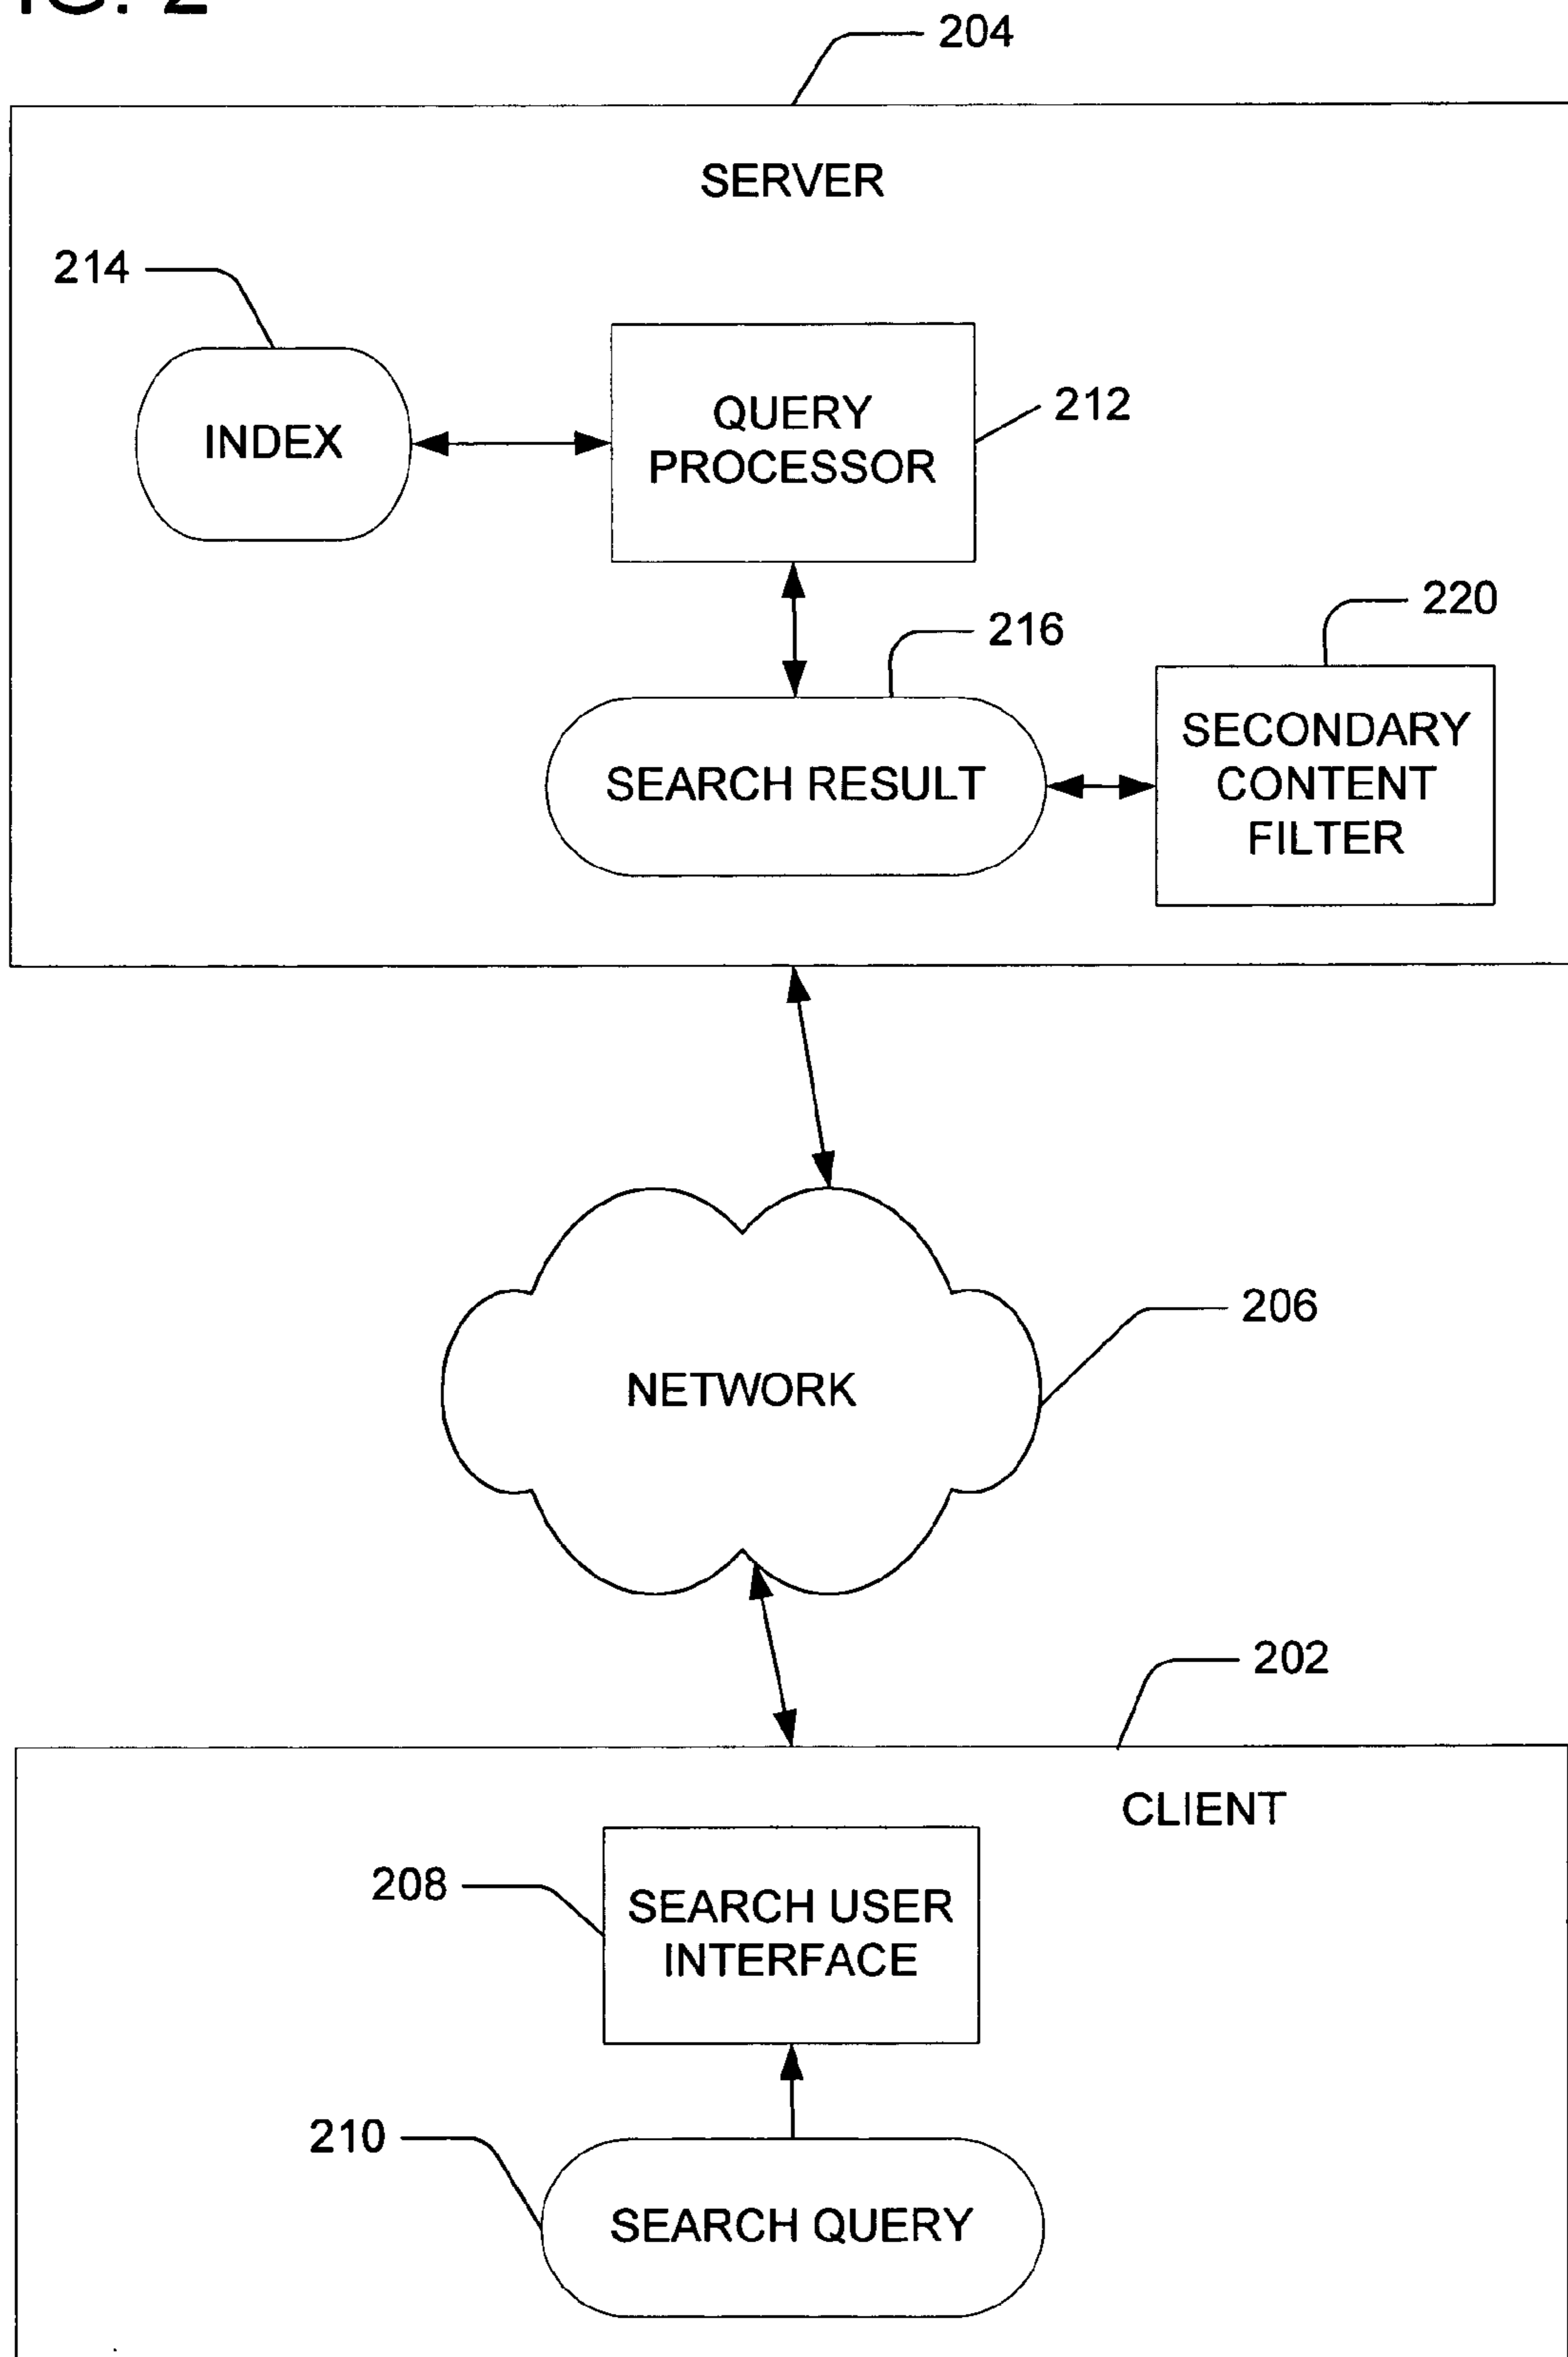 204
SERVER
214
INDEX
QUERY
PROCESSOR
212
216
220
SEARCH RESULT
SECONDARY
CONTENT
FILTER
NETWORK
206
202
CLIENT
208
SEARCH USER
INTERFACE
210
SEARCH QUERY